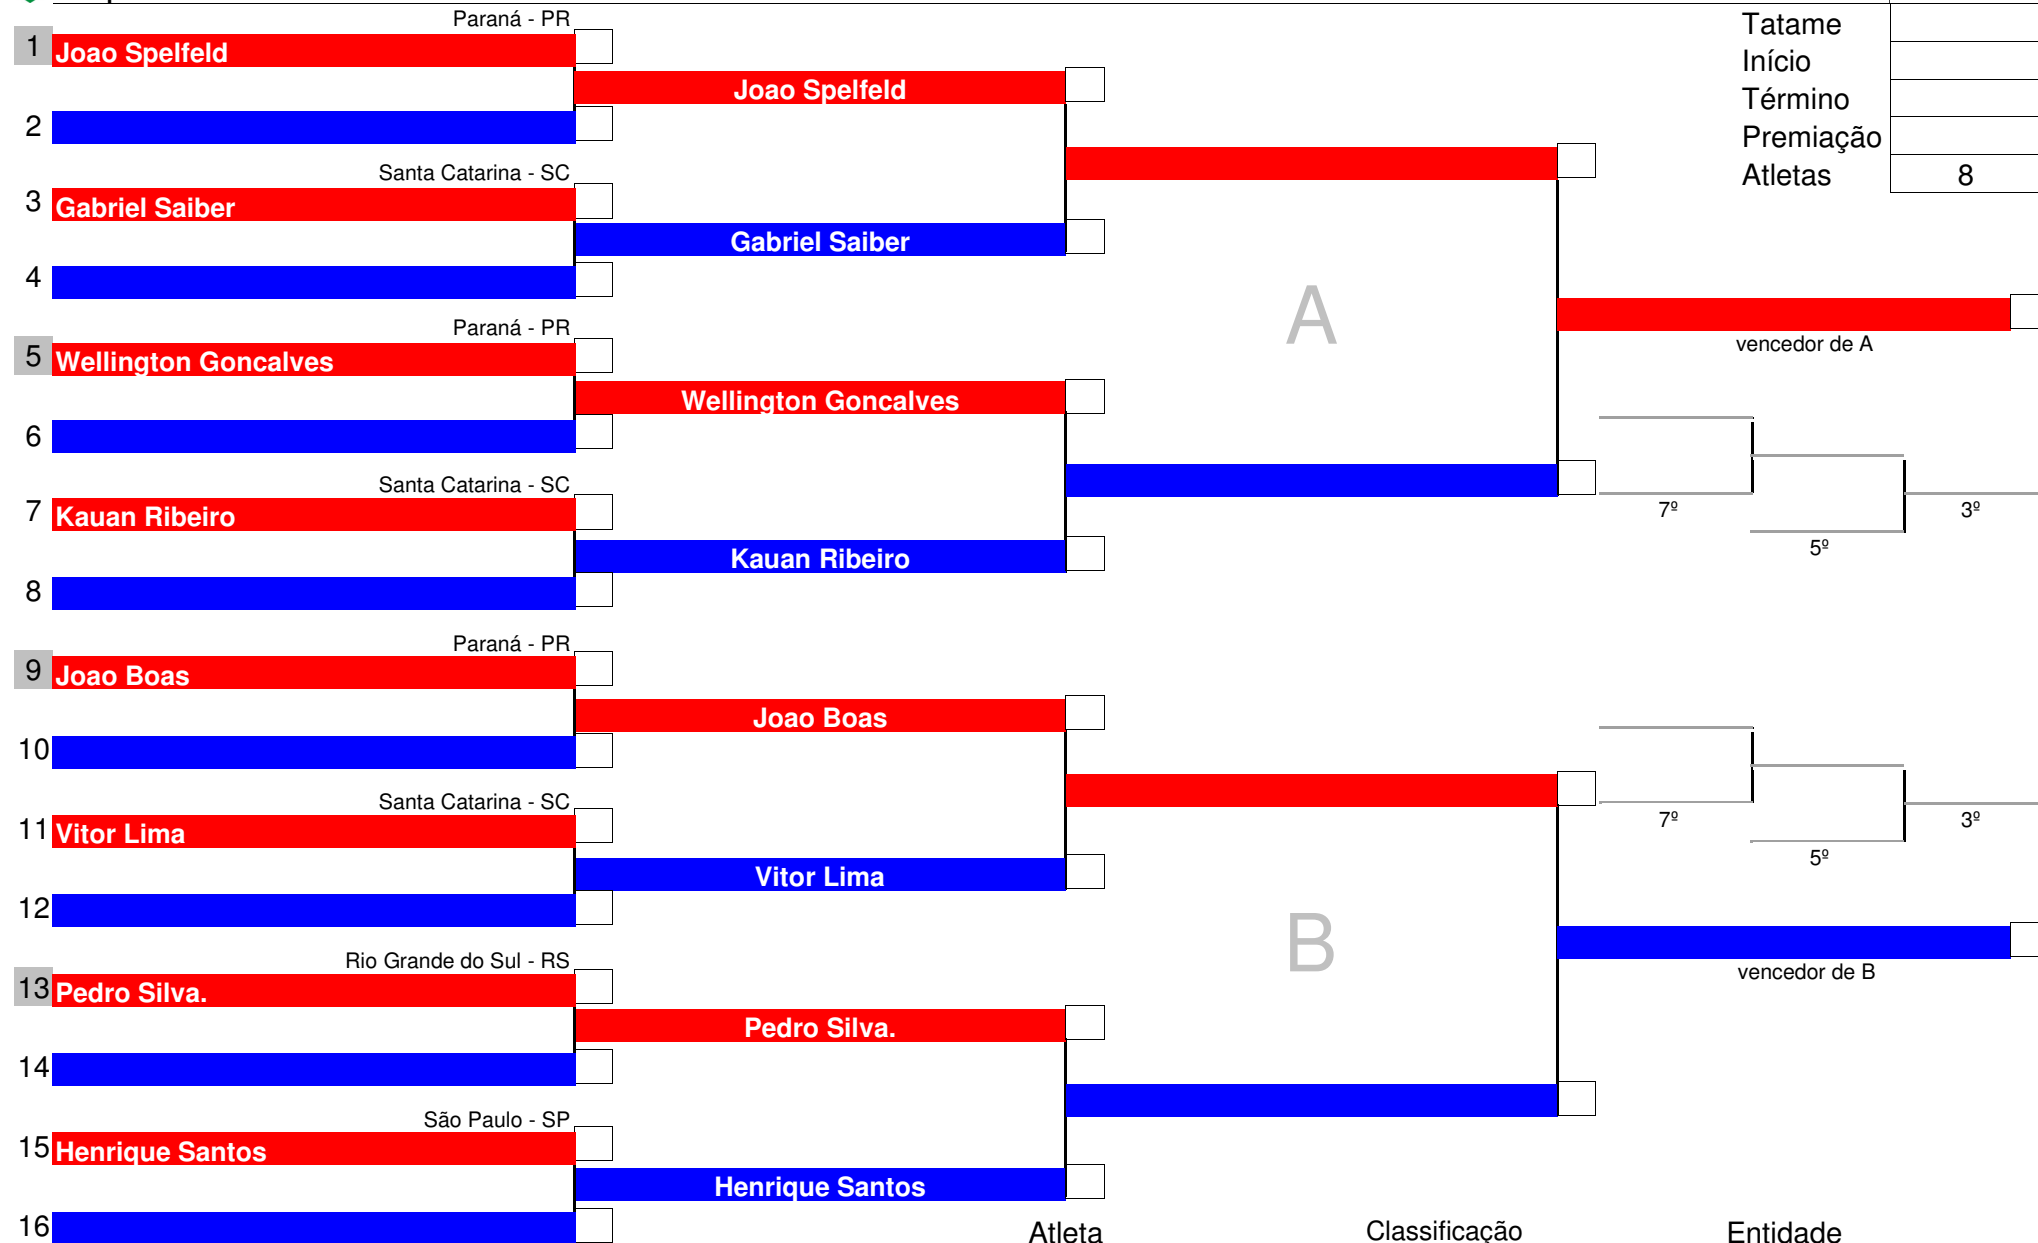 Paraná - PR
Tatame
1 Joao Spelfeld
Início
Joao Spelfeld
Término
2
Premiação
Santa Catarina - SC
Atletas 8
3 Gabriel Saiber
Gabriel Saiber
4
A
Paraná - PR
vencedor de A
5 Wellington Goncalves
Wellington Goncalves
6
Santa Catarina - SC
7 Kauan Ribeiro
7º 3º
5º
Kauan Ribeiro
8
Paraná - PR
9 Joao Boas
Joao Boas
10
Santa Catarina - SC
11 Vitor Lima
7º 3º
5º
Vitor Lima
12
B
Rio Grande do Sul - RS
vencedor de B
13 Pedro Silva.
Pedro Silva.
14
São Paulo - SP
15 Henrique Santos
Henrique Santos
16
Atleta Classificação Entidade